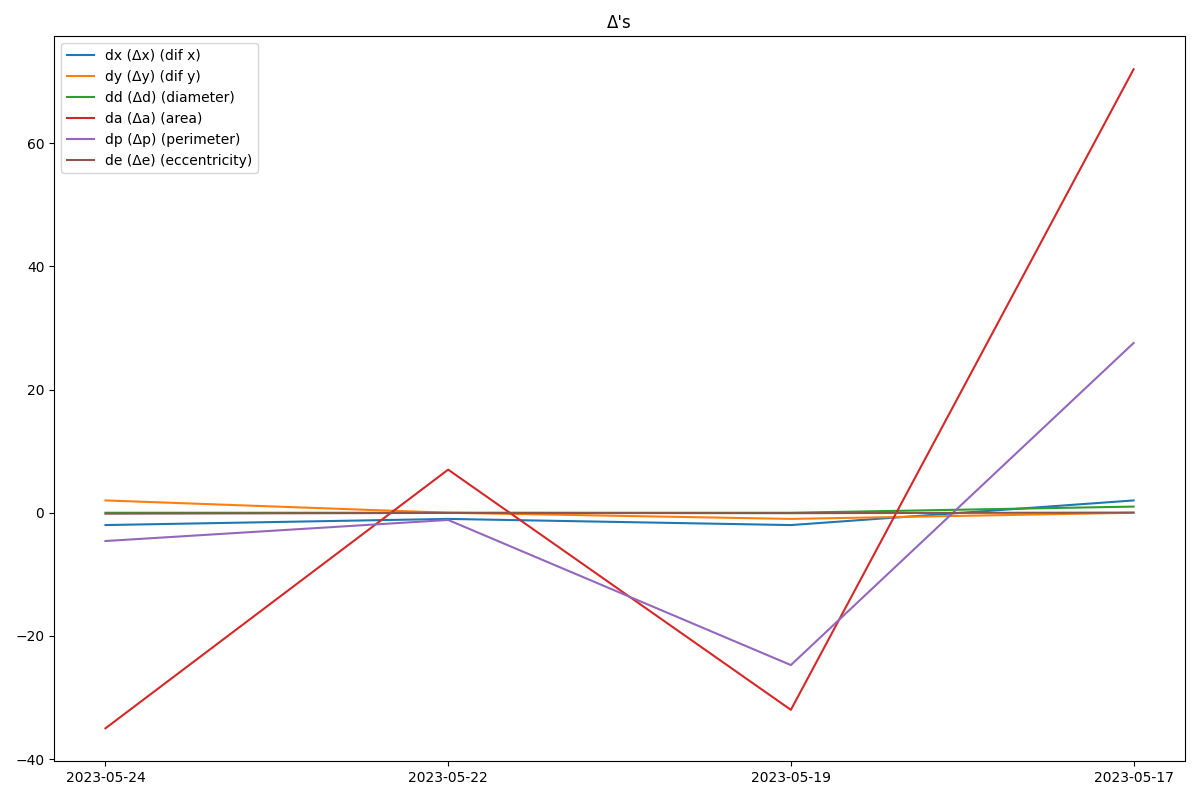 Δ's
dx (Δx) (dif x)
dy (Δy) (dif y)
dd (Δd) (diameter)
da (Δa) (area)
dp (Δp) (perimeter)
de (Δe) (eccentricity)
60
40
20
0
−20
−40
2023-05-24 2023-05-22 2023-05-19 2023-05-17